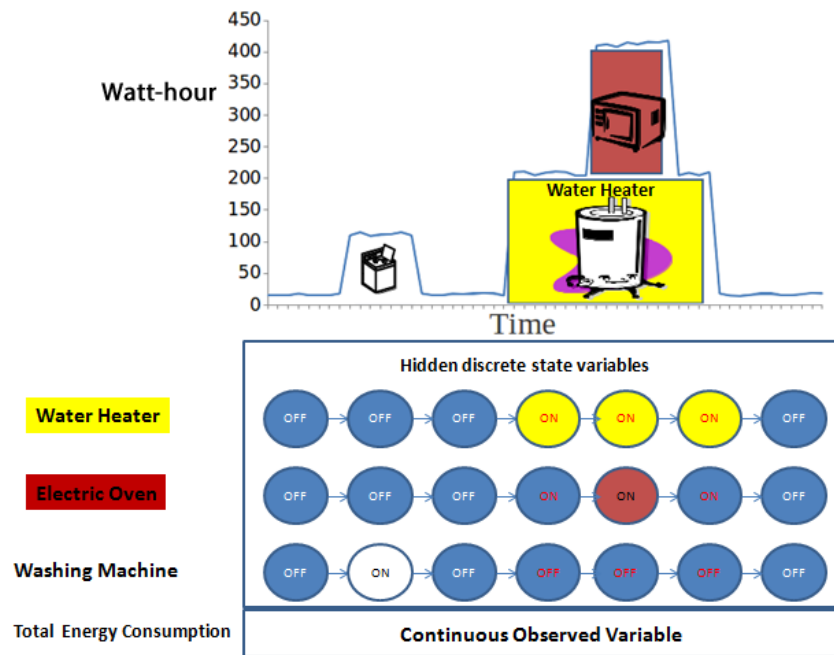 450
400
Watt-hour
350
300
250
200
150
100
50
0
Water Heater
Time
Hidden discrete state variables
Water Heater
OFF OFF OFF ON ON ON OFF
Electric Oven
OFF OFF OFF ON ON ON OFF
Washing Machine
OFF ON OFF OFF OFF OFF OFF
Total Energy Consumption
Continuous Observed Variable